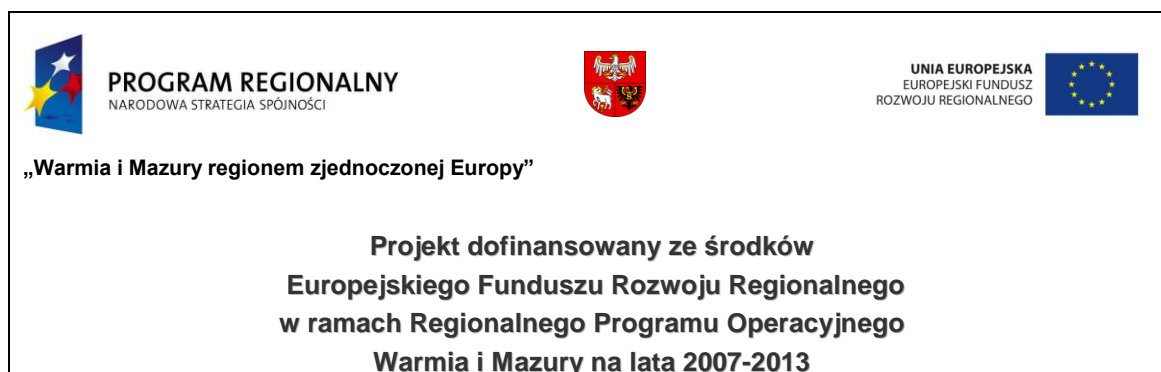 PROGRAM REGIONALNY
NARODOWA STRATEGIA SPÓJNOŚCI
UNIA EUROPEJSKA
EUROPEJSKI FUNDUSZ
ROZWOJU REGIONALNEGO
„Warmia i Mazury regionem zjednoczonej Europy”
Projekt dofinansowany ze środków
Europejskiego Funduszu Rozwoju Regionalnego
w ramach Regionalnego Programu Operacyjnego
Warmia i Mazury na lata 2007-2013